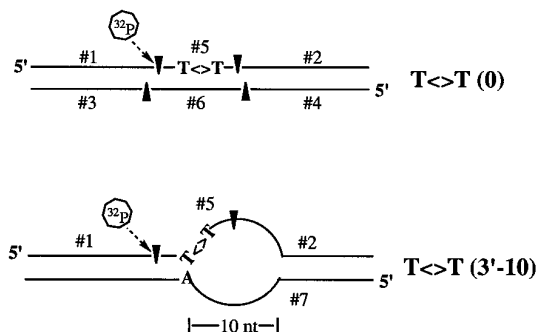 32P
#1 #5 #2
5' T<>T
#3 #6 #4 5'
T<>T (0)
32P
#5
#1 T<>T #2
5'
A 5'
#7
T<>T (3'-10)
10 nt